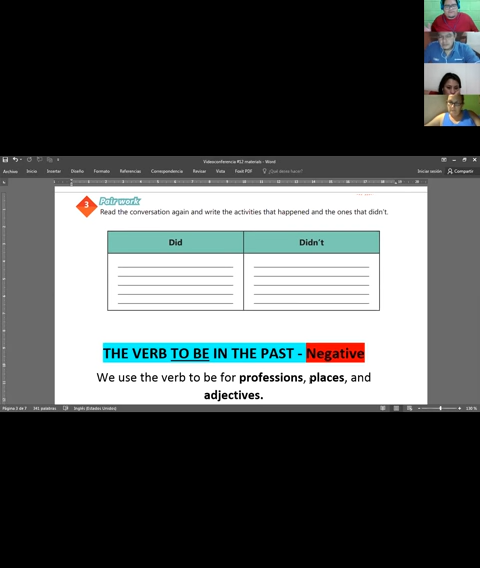 Videoconferencia #12 materials - Word
Archivo Inicio Insertar Diseño Formato Referencias Correspondencia Revisar Vista Foxit PDF ¿Qué desea hacer? Iniciar sesión Compartir
3 Pair work
Read the conversation again and write the activities that happened and the ones that didn't.
Did Didn't
THE VERB TO BE IN THE PAST - Negative
We use the verb to be for professions, places, and
adjectives.
Página 5 de 7 341 palabras Inglés (Estados Unidos)